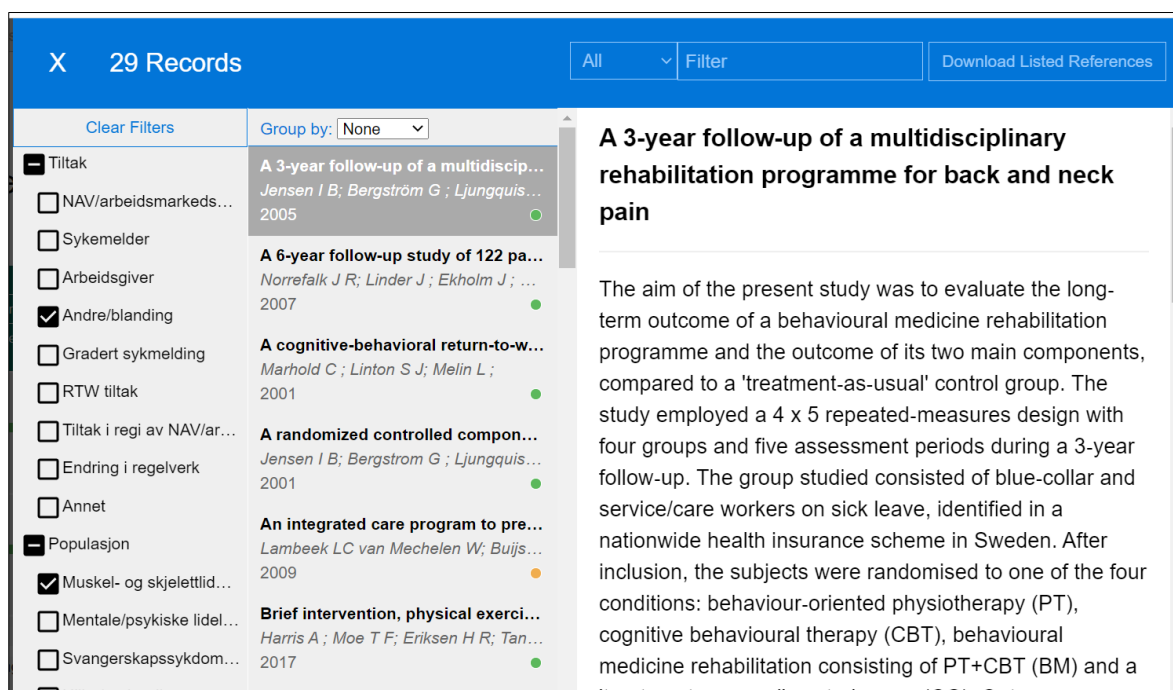 X 29 Records
All Filter Download Listed References
Clear Filters
Tiltak
NAV/arbeidsmarkeds...
Sykemelder
Arbeidsgiver
Andre/blanding
Gradert sykmelding
RTW tiltak
Tiltak i regi av NAV/ar...
Endring i regelverk
Annet
Populasjon
Muskel- og skjelettlid...
Mentale/psykiske lidel...
Svangerskapssykdom...
Group by: None
A 3-year follow-up of a multidiscip...
Jensen I B; Bergström G ; Ljungquis...
2005
A 6-year follow-up study of 122 pa...
Norrefalk J R; Linder J ; Ekholm J ; ...
2007
A cognitive-behavioral return-to-w...
Marhold C ; Linton S J; Melin L ;
2001
A randomized controlled compon...
Jensen I B; Bergstrom G ; Ljungquis...
2001
An integrated care program to pre...
Lambeek LC van Mechelen W; Buijs...
2009
Brief intervention, physical exerci...
Harris A ; Moe T F; Eriksen H R; Tan...
2017
A 3-year follow-up of a multidisciplinary
rehabilitation programme for back and neck
pain
The aim of the present study was to evaluate the long-
term outcome of a behavioural medicine rehabilitation
programme and the outcome of its two main components,
compared to a 'treatment-as-usual' control group. The
study employed a 4 x 5 repeated-measures design with
four groups and five assessment periods during a 3-year
follow-up. The group studied consisted of blue-collar and
service/care workers on sick leave, identified in a
nationwide health insurance scheme in Sweden. After
inclusion, the subjects were randomised to one of the four
conditions: behaviour-oriented physiotherapy (PT),
cognitive behavioural therapy (CBT), behavioural
medicine rehabilitation consisting of PT+CBT (BM) and a